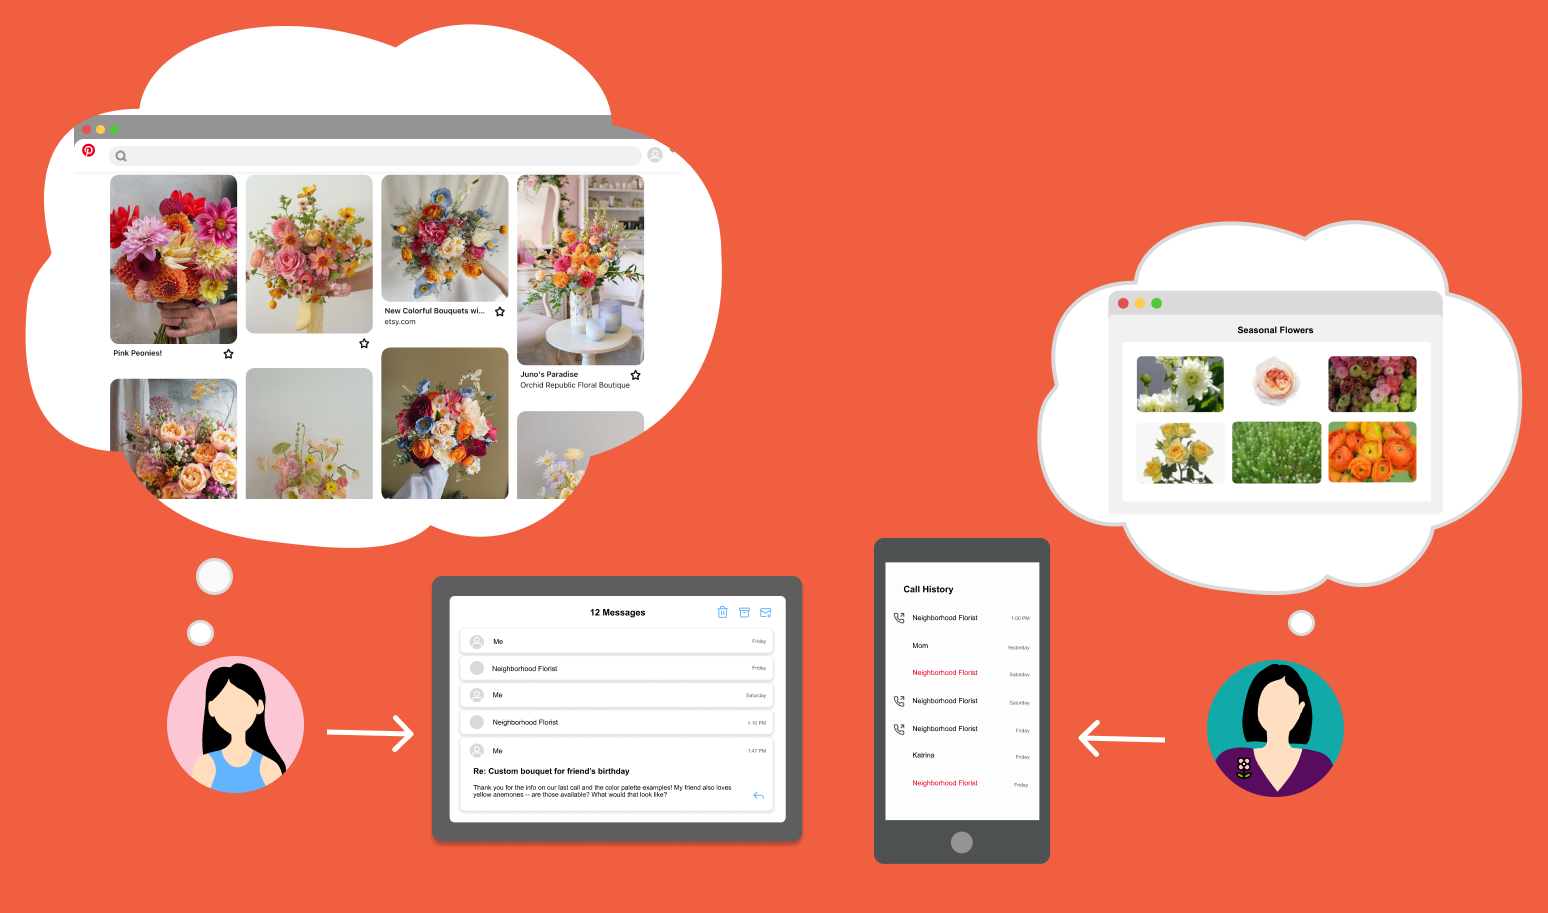 Pink Peonies!
New Colorful Bouquets wi...
etsy.com
Juno's Paradise
Orchid Republic Floral Boutique
Seasonal Flowers
12 Messages
Me
Friday
Neighborhood Florist
Friday
Me
Saturday
Neighborhood Florist
1:10 PM
Me
1:47 PM
Re: Custom bouquet for friend's birthday
Thank you for the info on our last call and the color palette examples! My friend also loves
yellow anemones -- are those available? What would that look like?
Call History
Neighborhood Florist
1:00 PM
Mom
Yesterday
Neighborhood Florist
Saturday
Neighborhood Florist
Saturday
Neighborhood Florist
Friday
Katrina
Friday
Neighborhood Florist
Friday